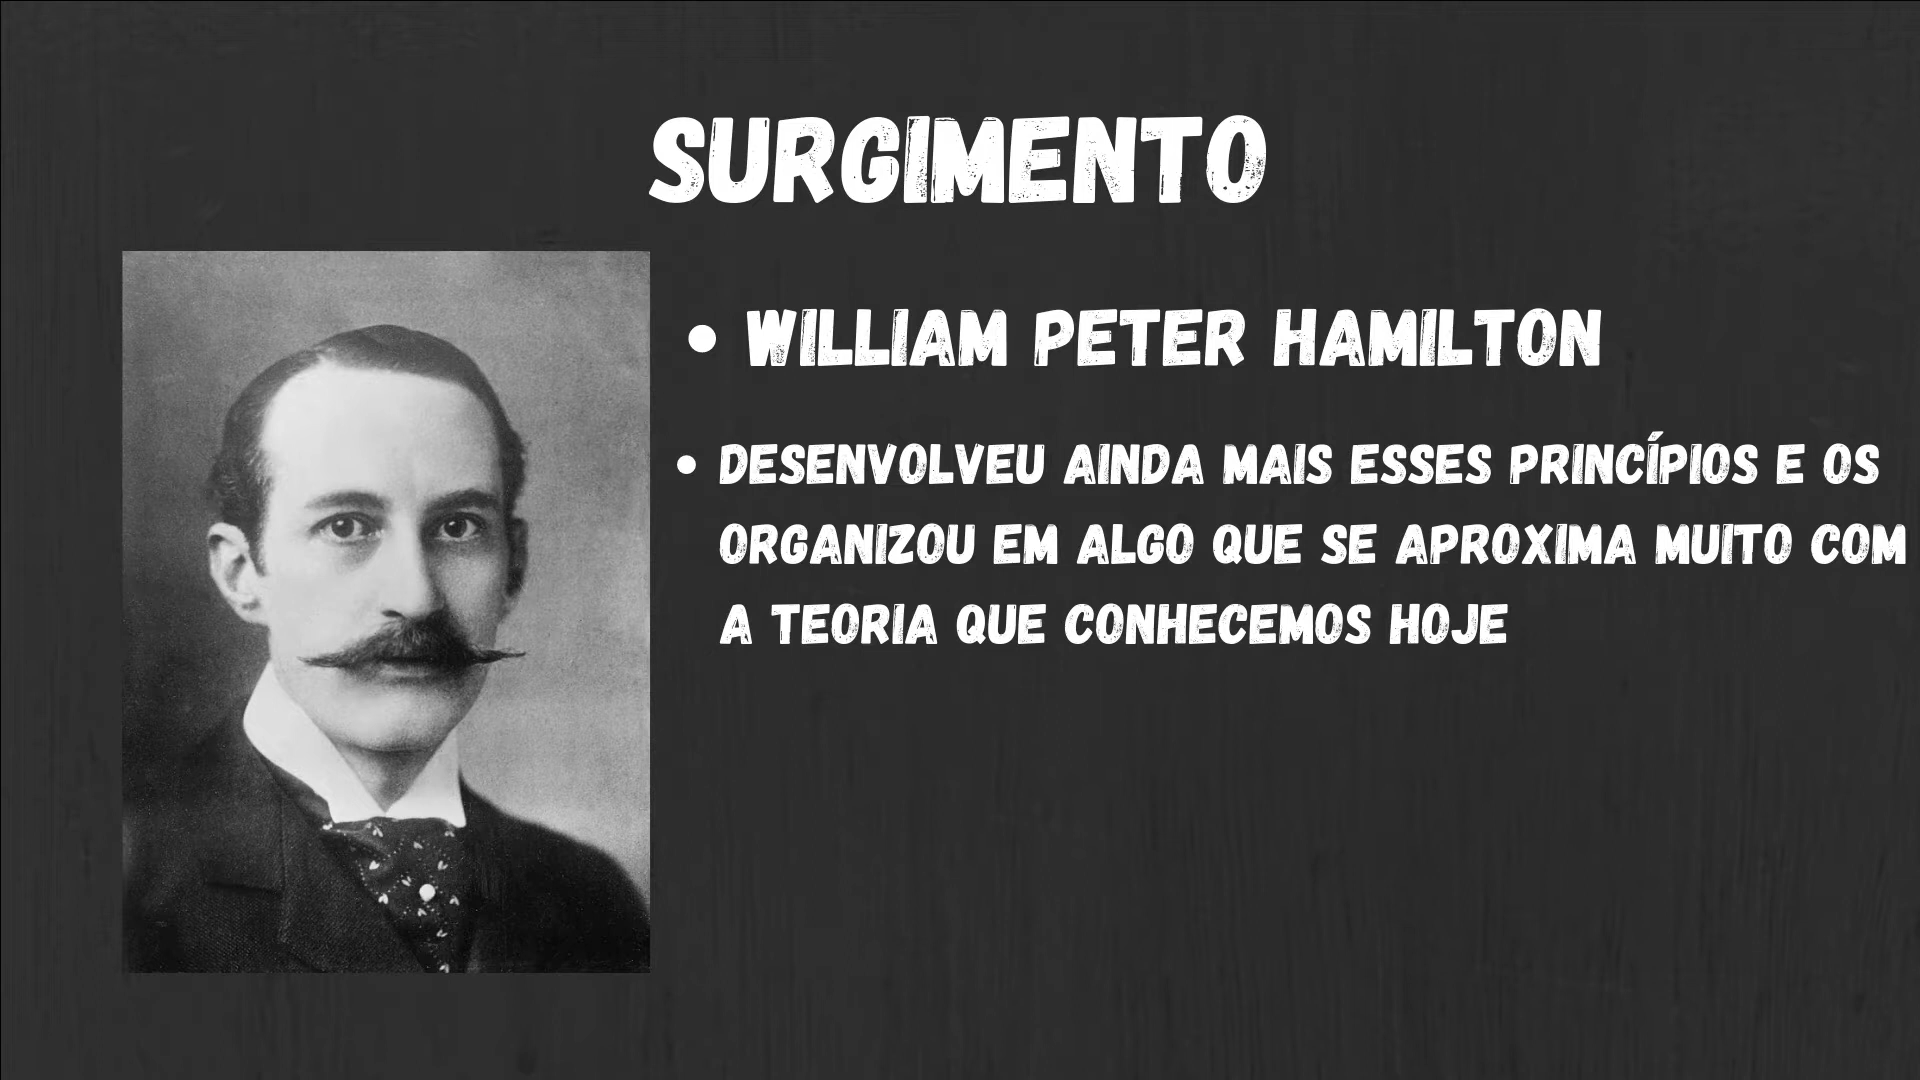 SURGIMENTO
• WILLIAM PETER HAMILTON
• DESENVOLVEU AINDA MAIS ESSES PRINCÍPIOS E OS
ORGANIZOU EM ALGO QUE SE APROXIMA MUITO COM
A TEORIA QUE CONHECEMOS HOJE